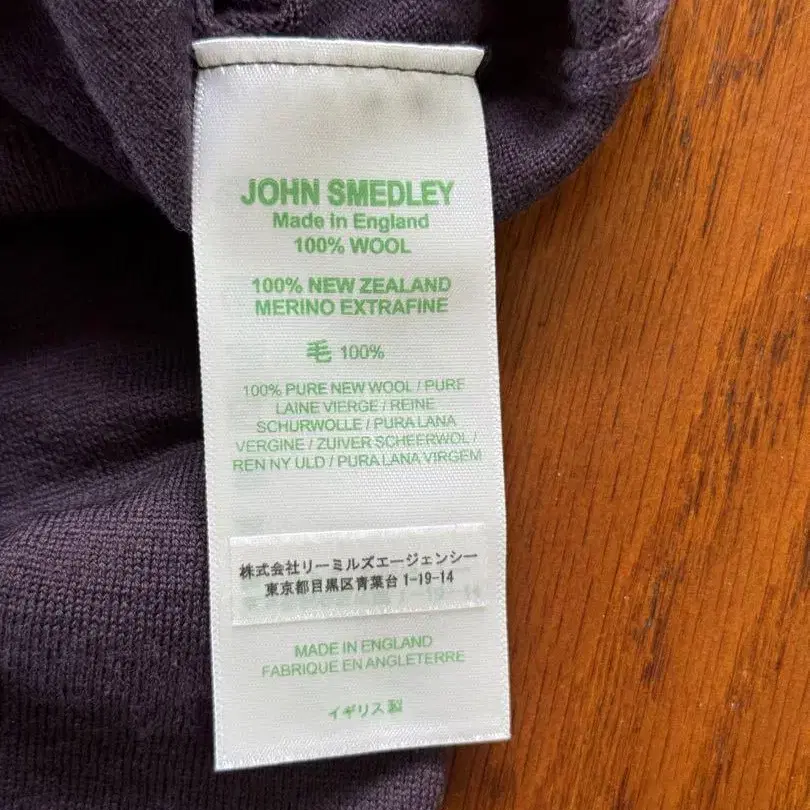 JOHN SMEDLEY
Made in England
100% WOOL
100% NEW ZEALAND
MERINO EXTRAFINE
毛 100%
100% PURE NEW WOOL / PURE
LAINE VIERGE / REINE
SCHURWOLLE / PURA LANA
VERGINE / ZUIVER SCHEERWOL /
REN NY ULD / PURA LANA VIRGEM
株式会社リーミルズエージェンシー
東京都目黒区青葉台 1-19-14
MADE IN ENGLAND
FABRIQUE EN ANGLETERRE
イギリス製